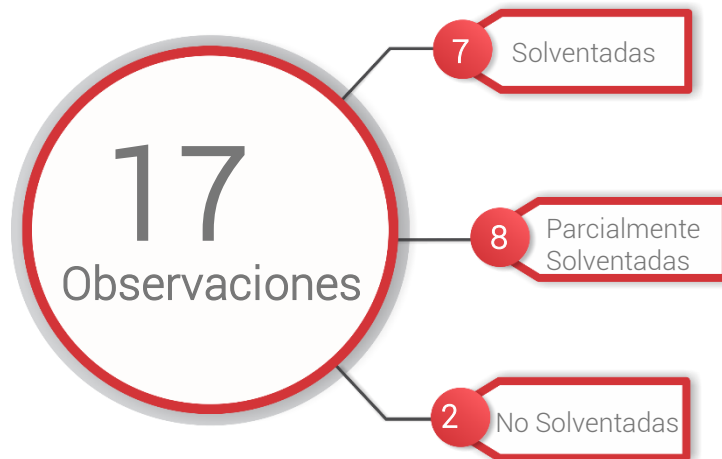 17
Observaciones
7
Solventadas
8
Parcialmente
Solventadas
2
No Solventadas